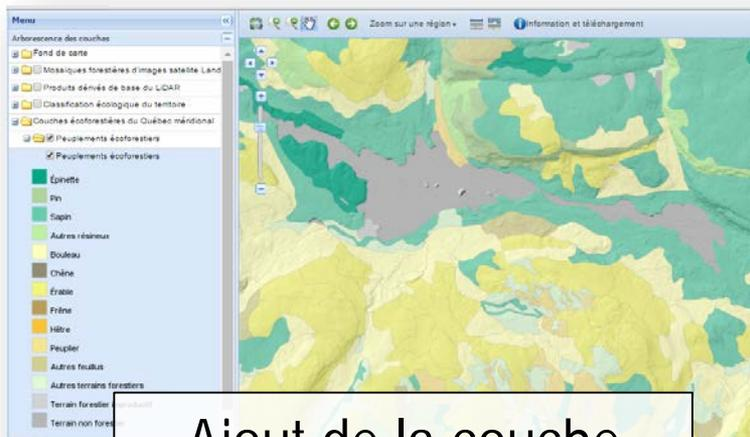 Menu
Zoom sur une région
Information et téléchargement
Arborescence des couches
Fond de carte
Mosaïques forestières d'images satelite Land
Produits dérivés de base du LiDAR
Classification écologique du territoire
Couches écoforestières du Québec méridional
Peuplements écoforestiers
Peuplements écoforestiers
Épinette
Pin
Sapin
Autres résineux
Bouleau
Chêne
Érable
Frêne
Hêtre
Peuplier
Autres feuillus
Autres terrains forestiers
Terrain forestier
Terrain non fores
Ajout de la couche